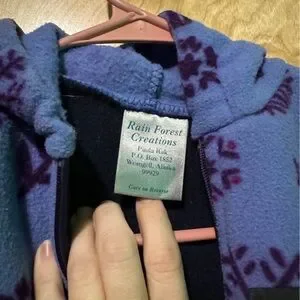 Rain Forest
Creations
Paula Rak
P.O. Box 1852
Wrangell, Alaska
99929
Care on Reverse